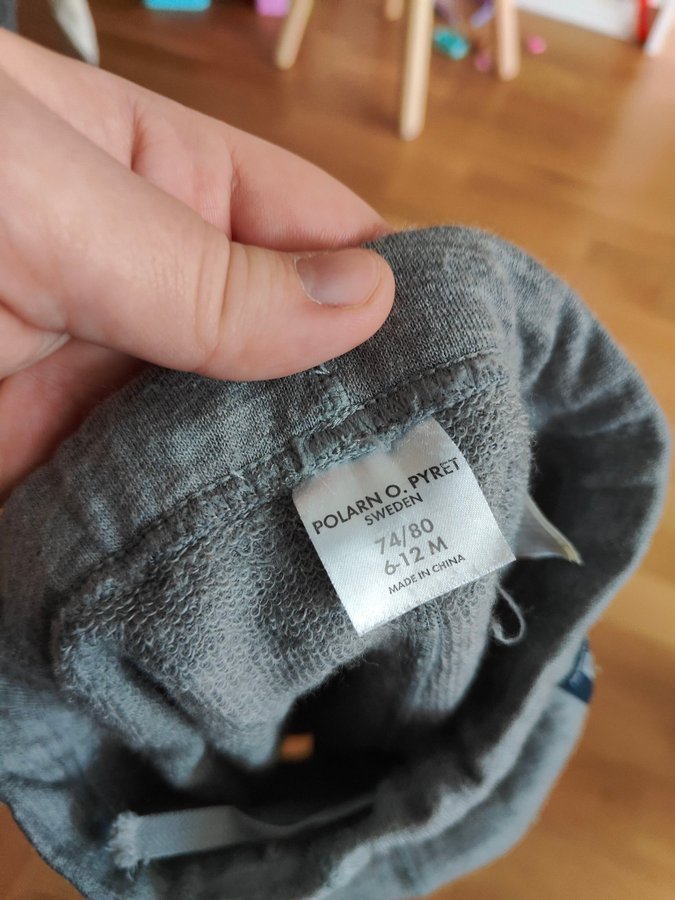 POLARN O. PYRET
SWEDEN
74/80
6-12 M
MADE IN CHINA